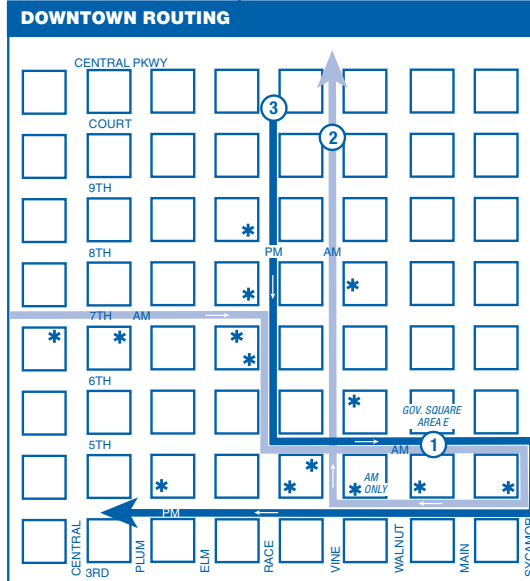 DOWNTOWN ROUTING
CENTRAL PKWY
3
COURT
2
9TH
*
8TH
PM
AM
*
*
7TH AM
*
*
*
*
6TH
*
GOV. SQUARE
AREA E
5TH
AM
1
*
*
*
*
AM
ONLY
*
*
PM
CENTRAL
3RD
PLUM
ELM
RACE
VINE
WALNUT
MAIN
SYCAMOR